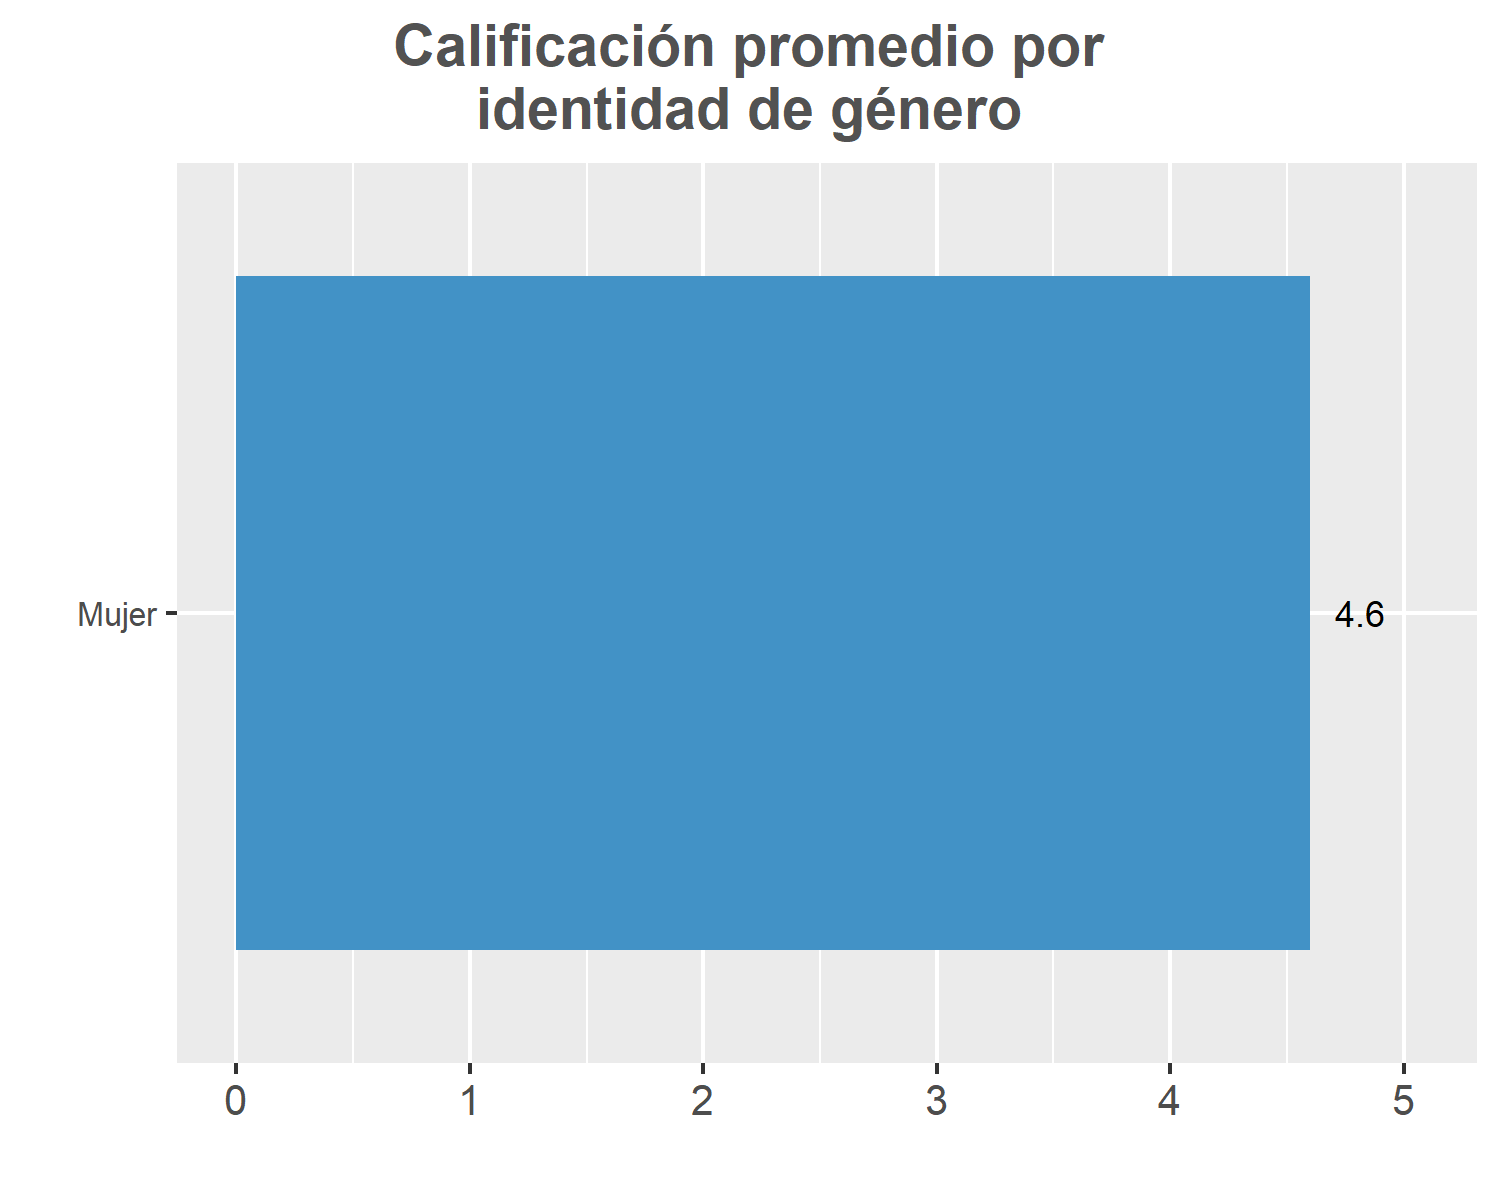 Calificación promedio por
identidad de género
Mujer
4.6
0 1 2 3 4 5